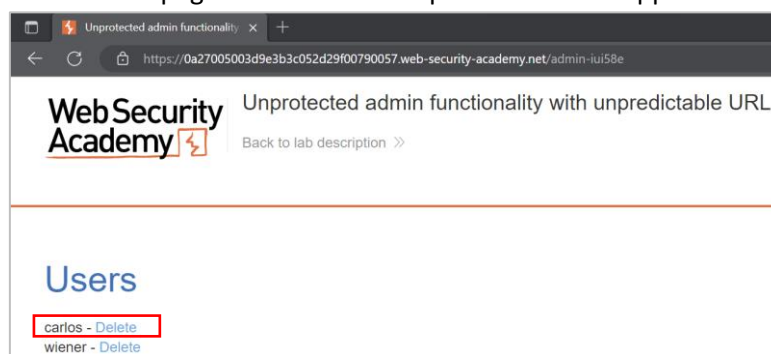 Unprotected admin functionality
https://0a27005003d9e3b3c052d29f00790057.web-security-academy.net/admin-iui58e
Web Security
Academy
Unprotected admin functionality with unpredictable URL
Back to lab description
Users
carlos - Delete
wiener - Delete